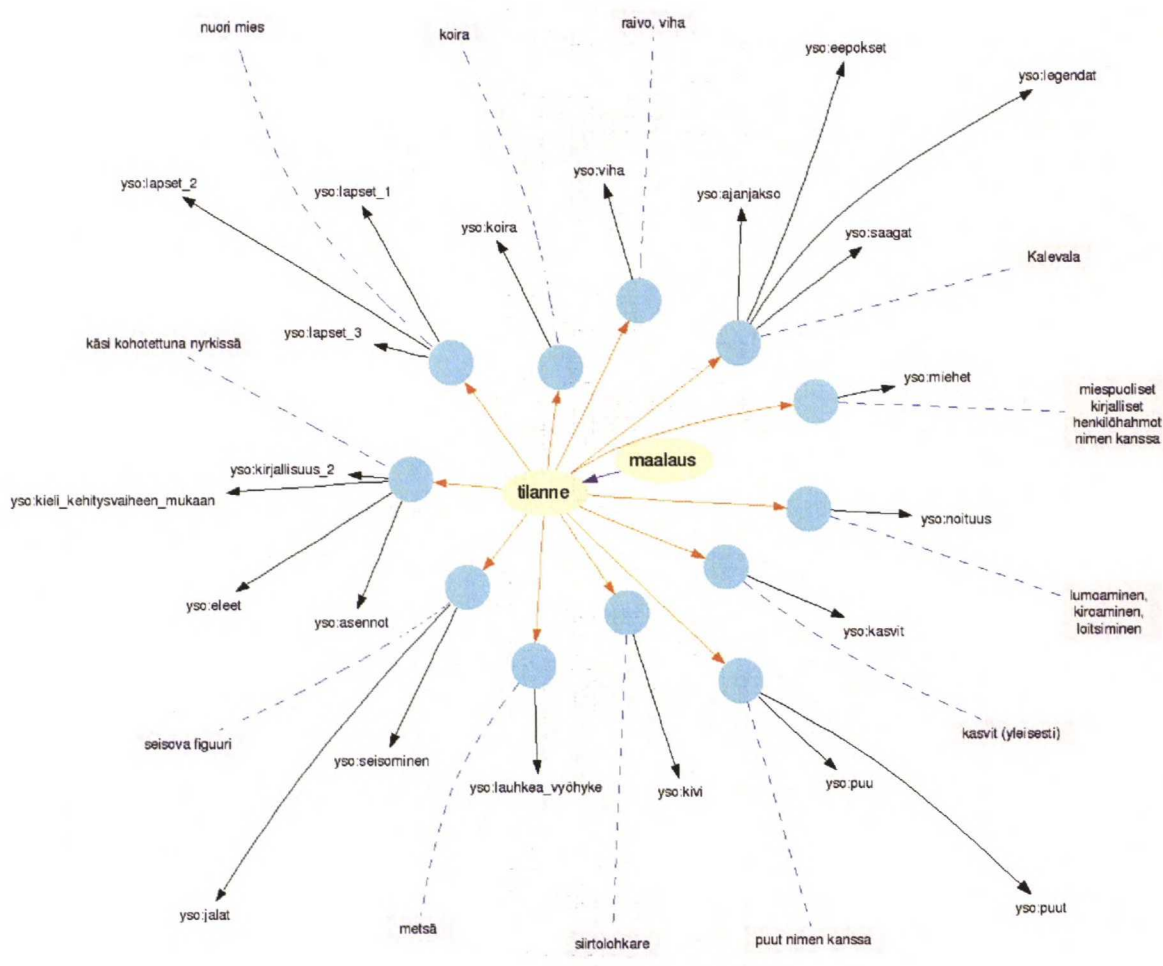 nuori mies
koira
raivo, viha
yso:eepokset
yso:legendat
yso:lapset_2
yso:lapset_1
yso:viha
yso:ajanjakso
yso:koira
yso:saagat
Kalevala
käsi kohotettuna nyrkissä
yso:lapset_3
yso:miehet
miespuoliset
kirjalliset
henkilöhahmot
nimen kanssa
maalaus
tilanne
yso:kirjallisuus_2
yso:kieli_kehitysvaiheen_mukaan
yso:noituus
yso:eleet
yso:asennot
yso:kasvit
lumoaminen,
kiroaminen,
loitsiminen
seisova figuuri
yso:seisominen
yso:lauhkea_vyöhyke
yso:kivi
yso:puu
kasvit (yleisesti)
yso:jalat
metsä
siirtolohkare
puut nimen kanssa
yso:puut